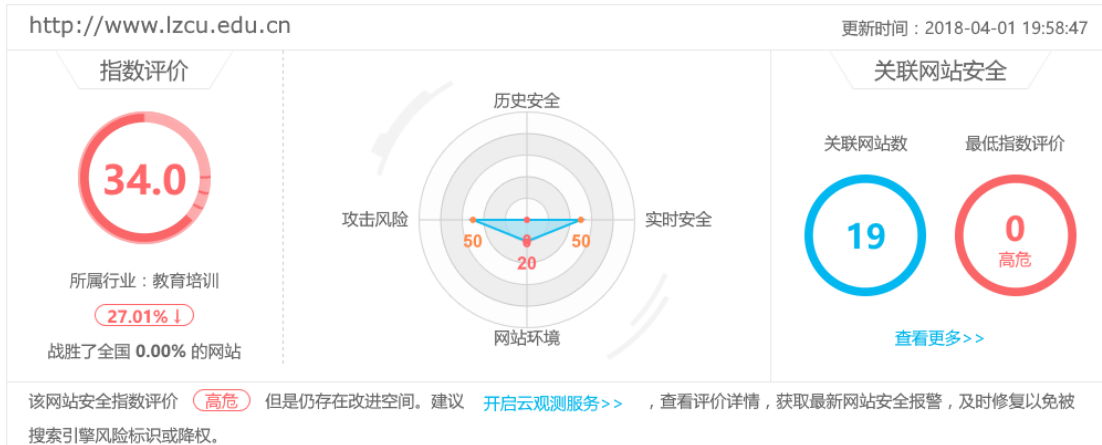 http://www.lzcu.edu.cn
更新时间：2018-04-01 19:58:47
指数评价
34.0
所属行业：教育培训
27.01%↓
战胜了全国 0.00% 的网站
历史安全
攻击风险
实时安全
50
0
50
20
网站环境
关联网站安全
关联网站数
最低指数评价
19
0
高危
查看更多>>
该网站安全指数评价 高危 但是仍存在改进空间。建议 开启云观测服务>> ，查看评价详情，获取最新网站安全报警，及时修复以免被
搜索引擎风险标识或降权。